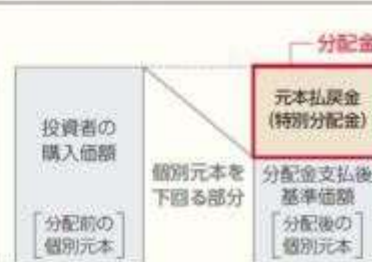 分配金
投資者の
購入価額
[分配前の
個別元本]
個別元本を
下回る部分
元本払戻金
(特別分配金)
分配金支払後
基準価額
[分配後の
個別元本]